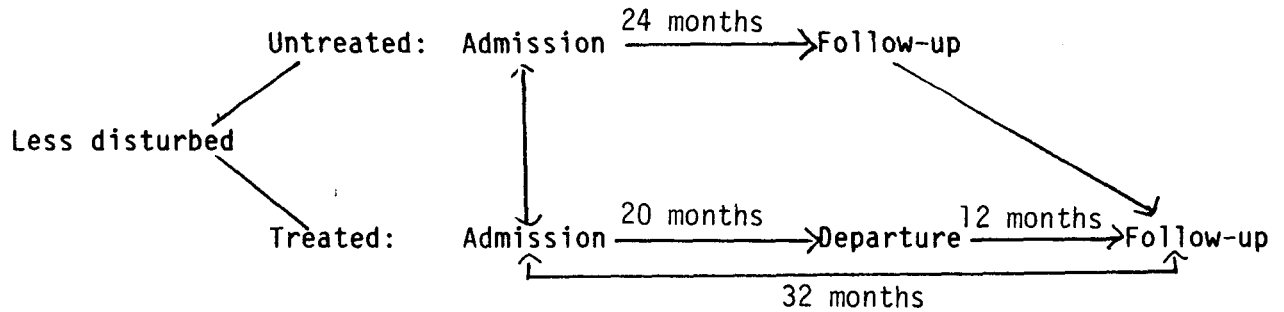 24 months
Untreated: Admission Follow-up
Less disturbed
20 months 12 months
Treated: Admission Departure Follow-up
32 months